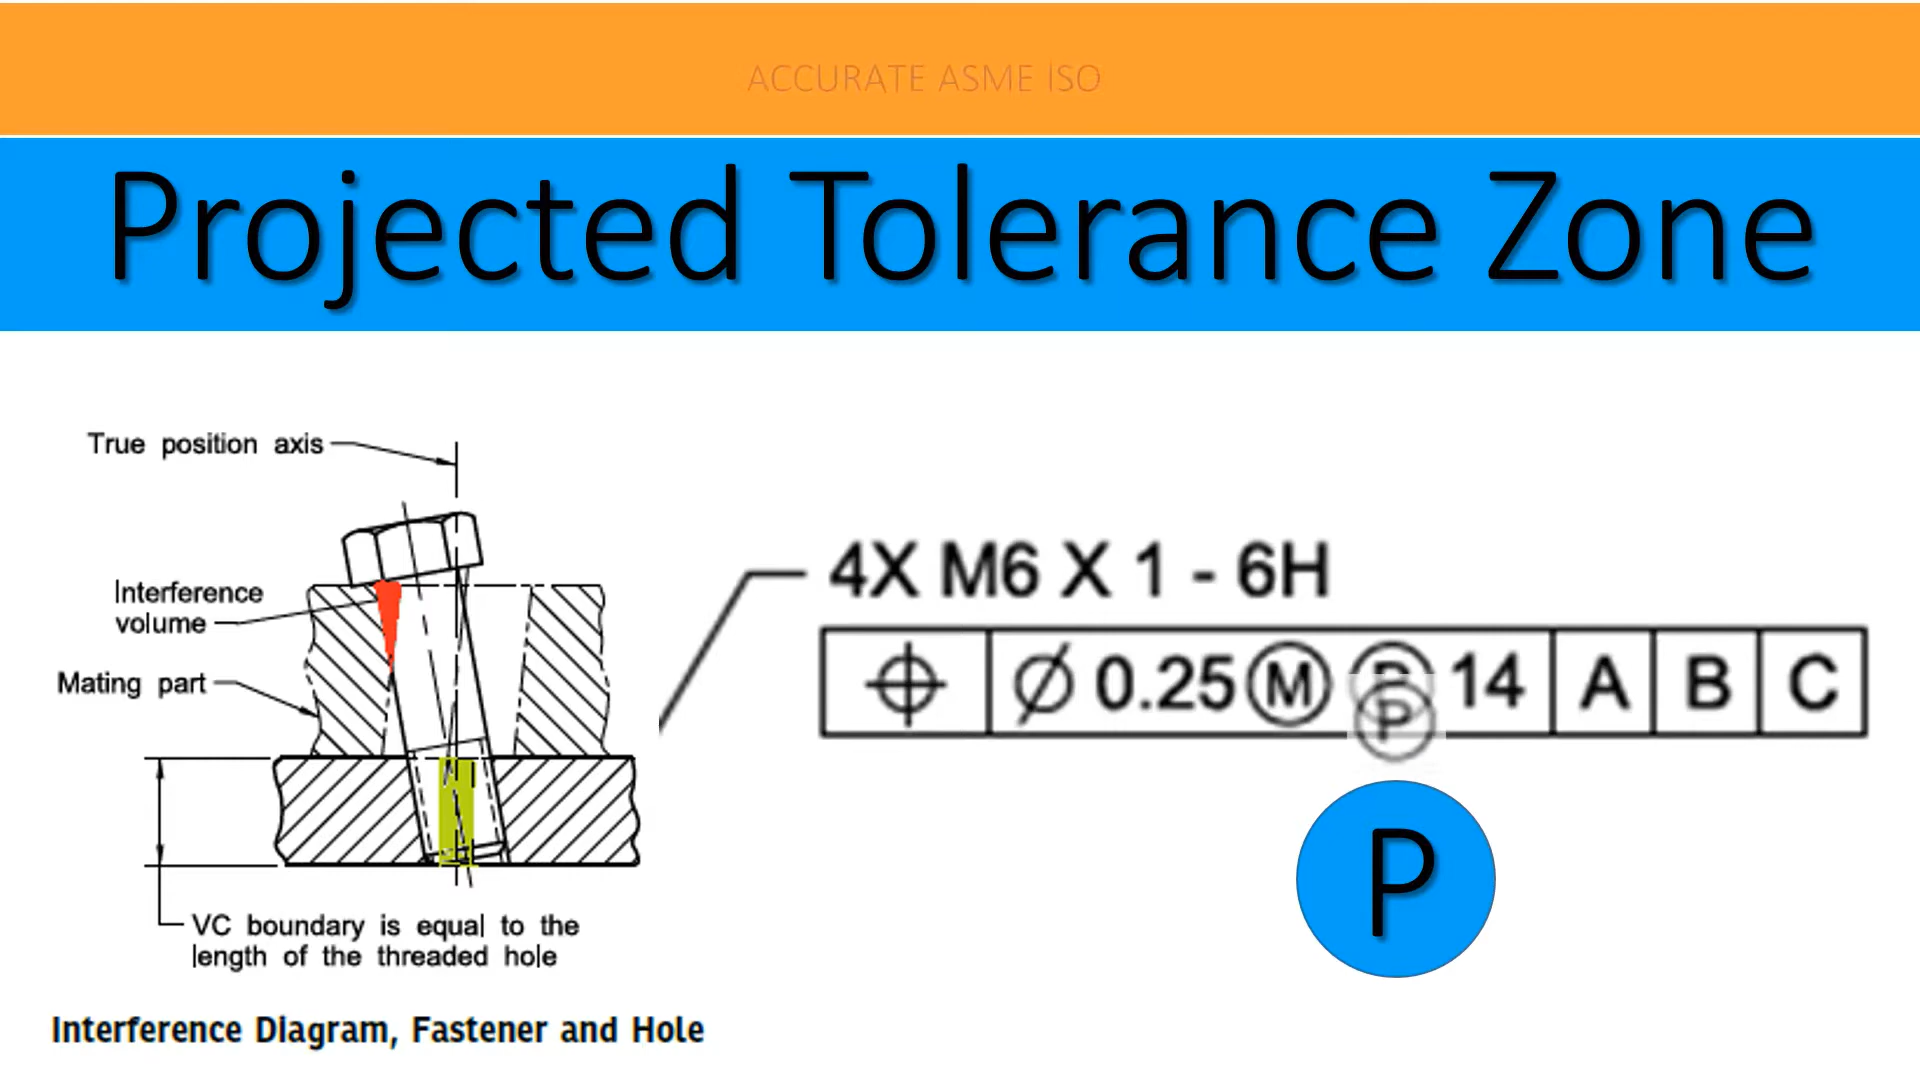 ACCURATE ASME ISO
Projected Tolerance Zone
True position axis
Interference
volume
Mating part
VC boundary is equal to the
length of the threaded hole
Interference Diagram, Fastener and Hole
4X M6 X 1 - 6H
⌖ Ø 0.25 Ⓜ Ⓟ 14 A B C
P